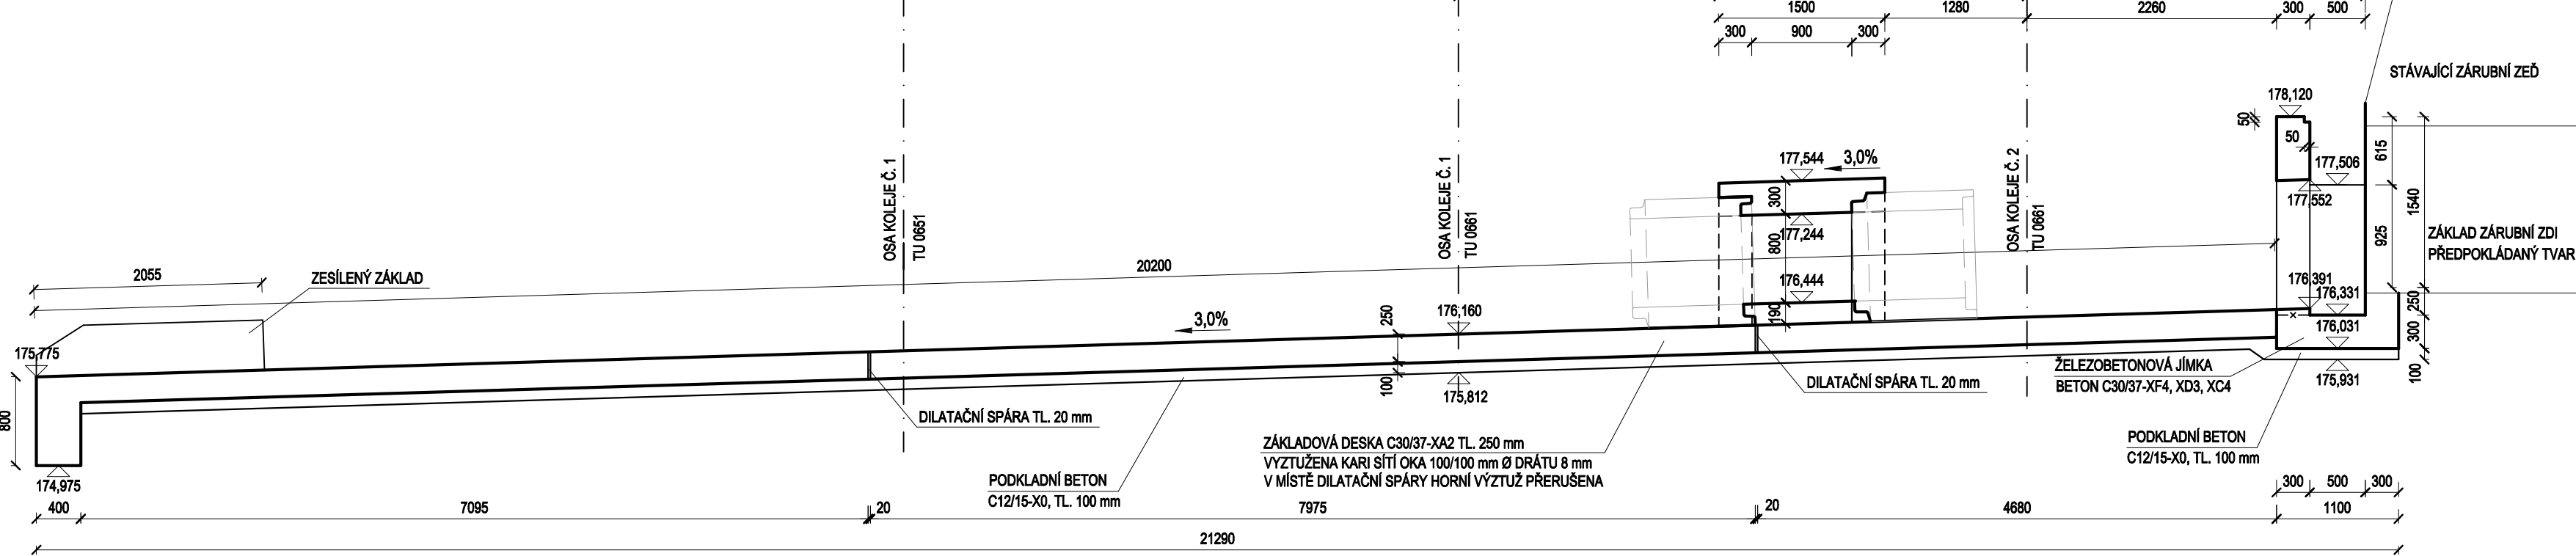 1500
1280
2260
300
500
300
900
300
STÁVAJÍCÍ ZÁRUBNÍ ZEĎ
178,120
50
50
615
177,506
177,552
1540
925
ZÁKLAD ZÁRUBNÍ ZDI
PŘEDPOKLÁDANÝ TVAR
177,544
3,0%
300
177,244
800
176,444
190
OSA KOLEJE Č. 1
TU 0651
OSA KOLEJE Č. 1
TU 0661
OSA KOLEJE Č. 2
TU 0661
2055
ZESÍLENÝ ZÁKLAD
20200
176,391
176,331
250
175,775
3,0%
250
176,160
176,031
300
100
175,812
ŽELEZOBETONOVÁ JÍMKA
BETON C30/37-XF4, XD3, XC4
175,931
100
800
DILATAČNÍ SPÁRA TL. 20 mm
DILATAČNÍ SPÁRA TL. 20 mm
ZÁKLADOVÁ DESKA C30/37-XA2 TL. 250 mm
VYZTUŽENA KARI SÍTÍ OKA 100/100 mm Ø DRÁTU 8 mm
V MÍSTĚ DILATAČNÍ SPÁRY HORNÍ VÝZTUŽ PŘERUŠENA
PODKLADNÍ BETON
C12/15-X0, TL. 100 mm
PODKLADNÍ BETON
C12/15-X0, TL. 100 mm
174,975
300
500
300
400
7095
20
7975
20
4680
1100
21290